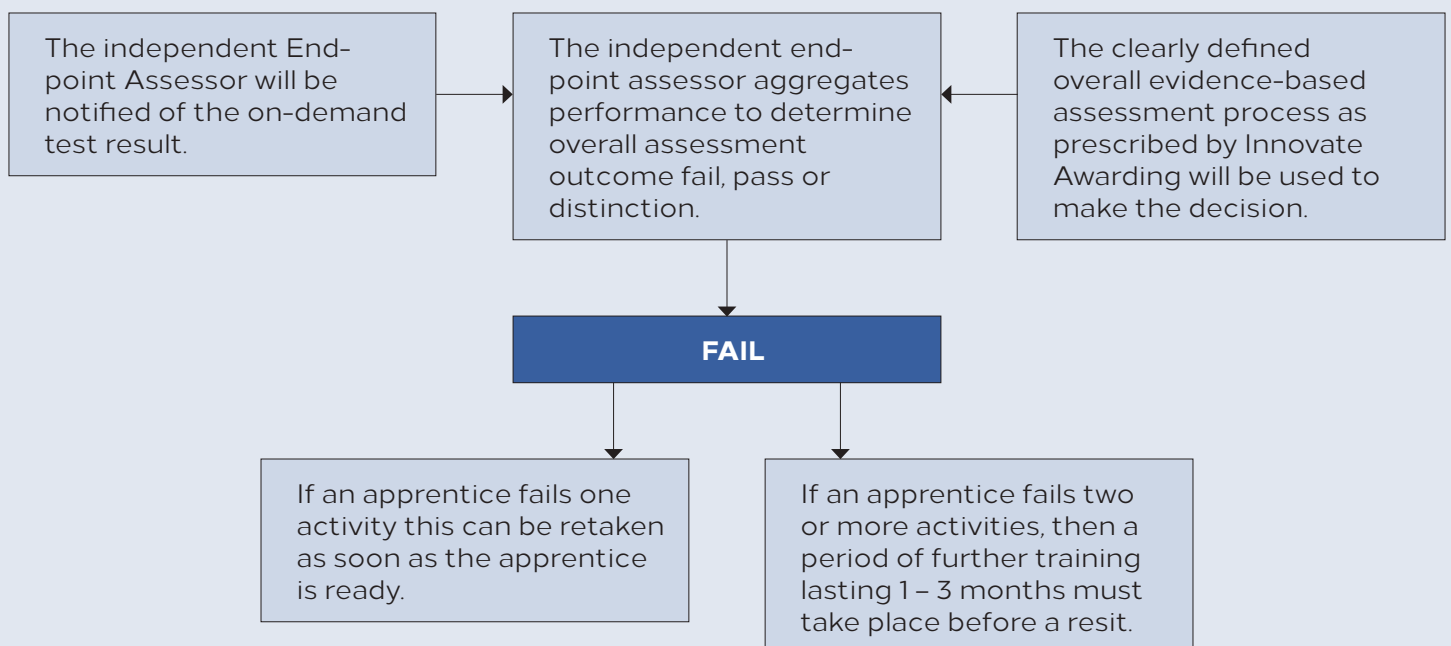 The independent End-
point Assessor will be
notified of the on-demand
test result.
The independent end-
point assessor aggregates
performance to determine
overall assessment
outcome fail, pass or
distinction.
The clearly defined
overall evidence-based
assessment process as
prescribed by Innovate
Awarding will be used to
make the decision.
FAIL
If an apprentice fails one
activity this can be retaken
as soon as the apprentice
is ready.
If an apprentice fails two
or more activities, then a
period of further training
lasting 1 – 3 months must
take place before a resit.